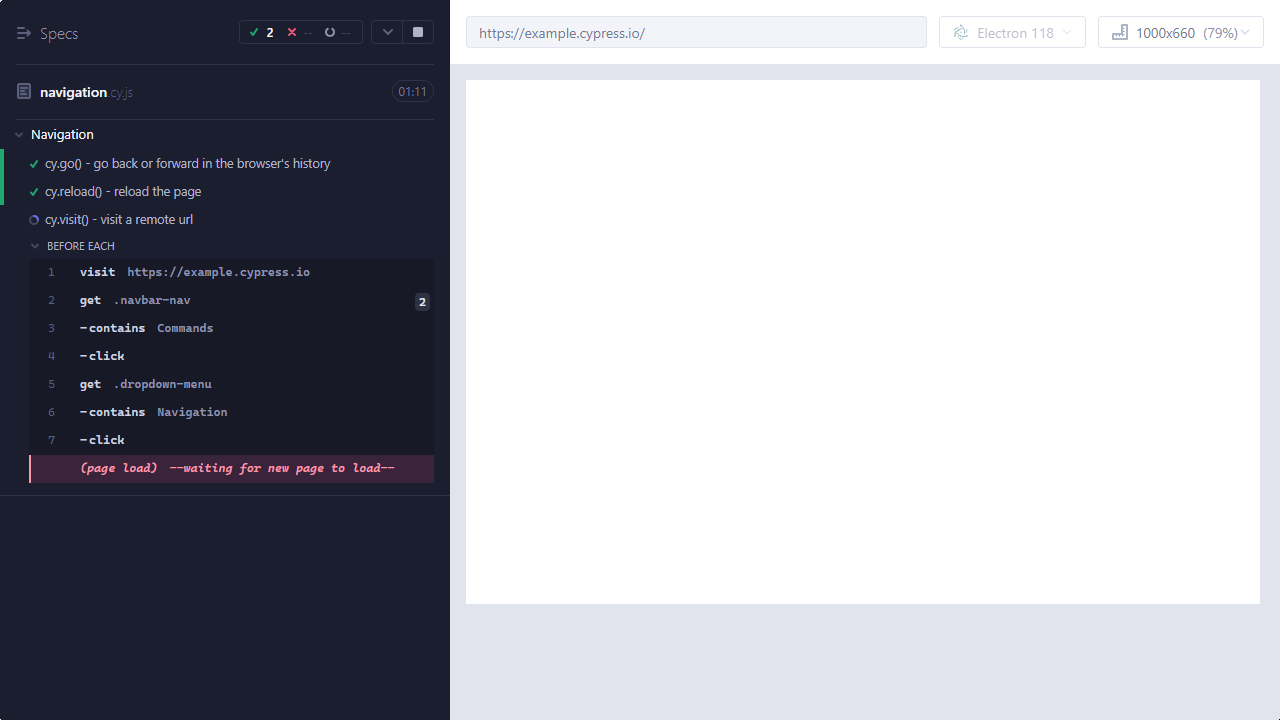 Specs
2 -- --
navigation.cy.js
01:11
Navigation
cy.go() - go back or forward in the browser's history
cy.reload() - reload the page
cy.visit() - visit a remote url
BEFORE EACH
1 visit https://example.cypress.io
2 get .navbar-nav 2
3 -contains Commands
4 -click
5 get .dropdown-menu
6 -contains Navigation
7 -click
(page load) --waiting for new page to load--
https://example.cypress.io/
Electron 118
1000x660 (79%)